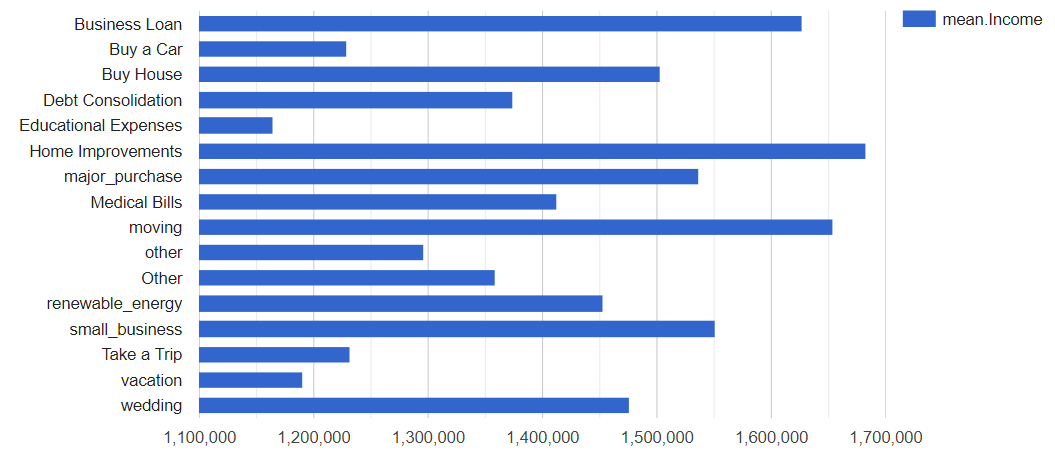 Business Loan
Buy a Car
Buy House
Debt Consolidation
Educational Expenses
Home Improvements
major_purchase
Medical Bills
moving
other
Other
renewable_energy
small_business
Take a Trip
vacation
wedding
1,100,000 1,200,000 1,300,000 1,400,000 1,500,000 1,600,000 1,700,000
mean.Income